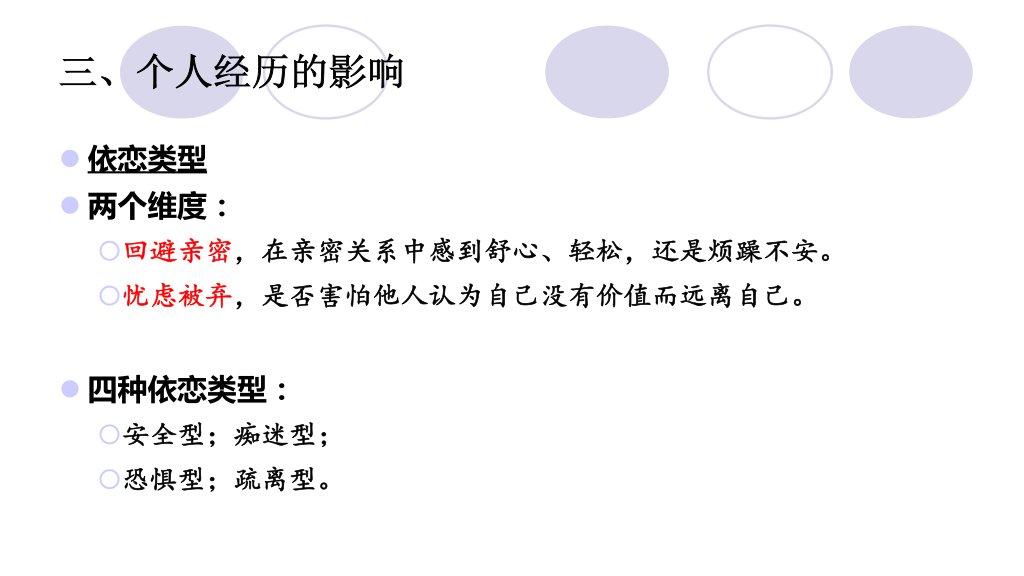 三、个人经历的影响
依恋类型
两个维度：
回避亲密，在亲密关系中感到舒心、轻松，还是烦躁不安。
忧虑被弃，是否害怕他人认为自己没有价值而远离自己。
四种依恋类型：
安全型；痴迷型；
恐惧型；疏离型。